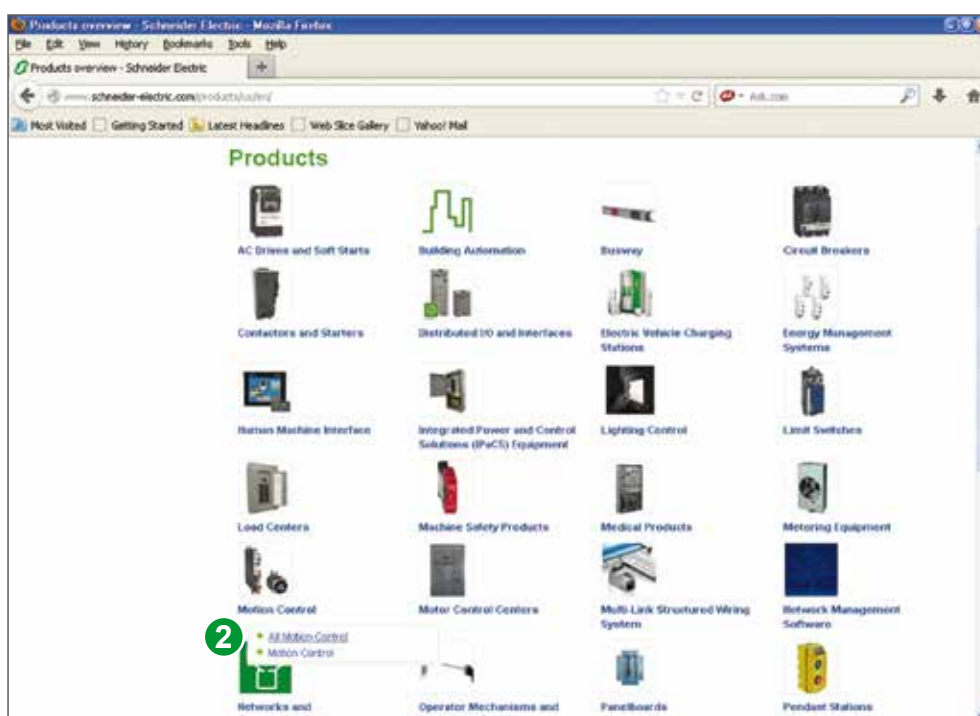 Products overview - Schneider Electric - Mozilla Firefox
File Edit View History Bookmarks Tools Help
Products overview - Schneider Electric +
www.schneider-electric.com/products/us/en/ Ask.com
Most Visited Getting Started Latest Headlines Web Slice Gallery Yahoo! Mail
Products
AC Drives and Soft Starts Building Automation Busway Circuit Breakers
Contactors and Starters Distributed I/O and Interfaces Electric Vehicle Charging Energy Management
Stations Systems
Human Machine Interface Integrated Power and Control Lighting Control Limit Switches
Solutions (IPaCS) Equipment
Load Centers Machine Safety Products Medical Products Metering Equipment
Motion Control Motor Control Centers Multi-Link Structured Wiring Network Management
System Software
2 All Motion Control
Motion Control
Networks and Operator Mechanisms and Panelboards Pendant Stations